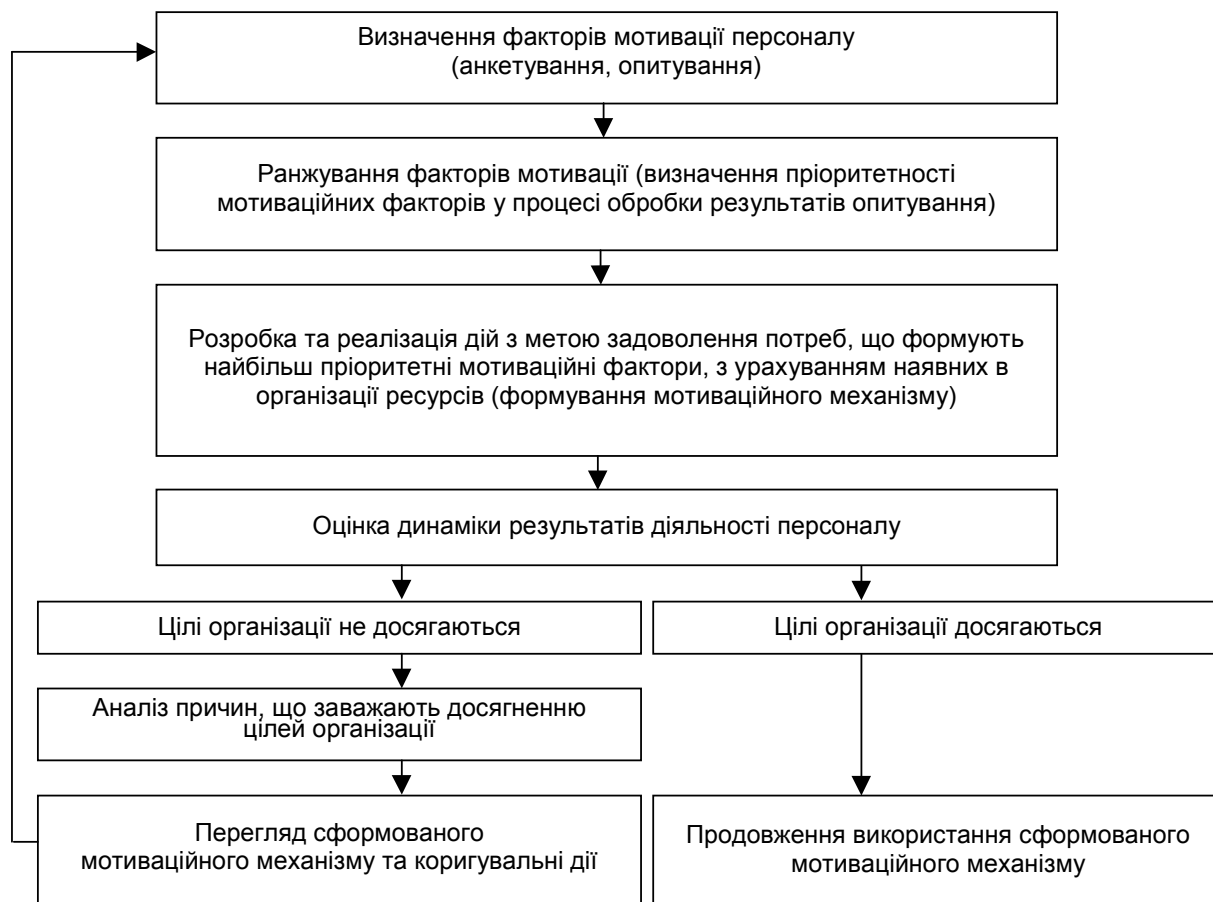 Визначення факторів мотивації персоналу
(анкетування, опитування)
Ранжування факторів мотивації (визначення пріоритетності
мотиваційних факторів у процесі обробки результатів опитування)
Розробка та реалізація дій з метою задоволення потреб, що формують
найбільш пріоритетні мотиваційні фактори, з урахуванням наявних в
організації ресурсів (формування мотиваційного механізму)
Оцінка динаміки результатів діяльності персоналу
Цілі організації не досягаються
Цілі організації досягаються
Аналіз причин, що заважають досягненню
цілей організації
Перегляд сформованого
мотиваційного механізму та коригувальні дії
Продовження використання сформованого
мотиваційного механізму